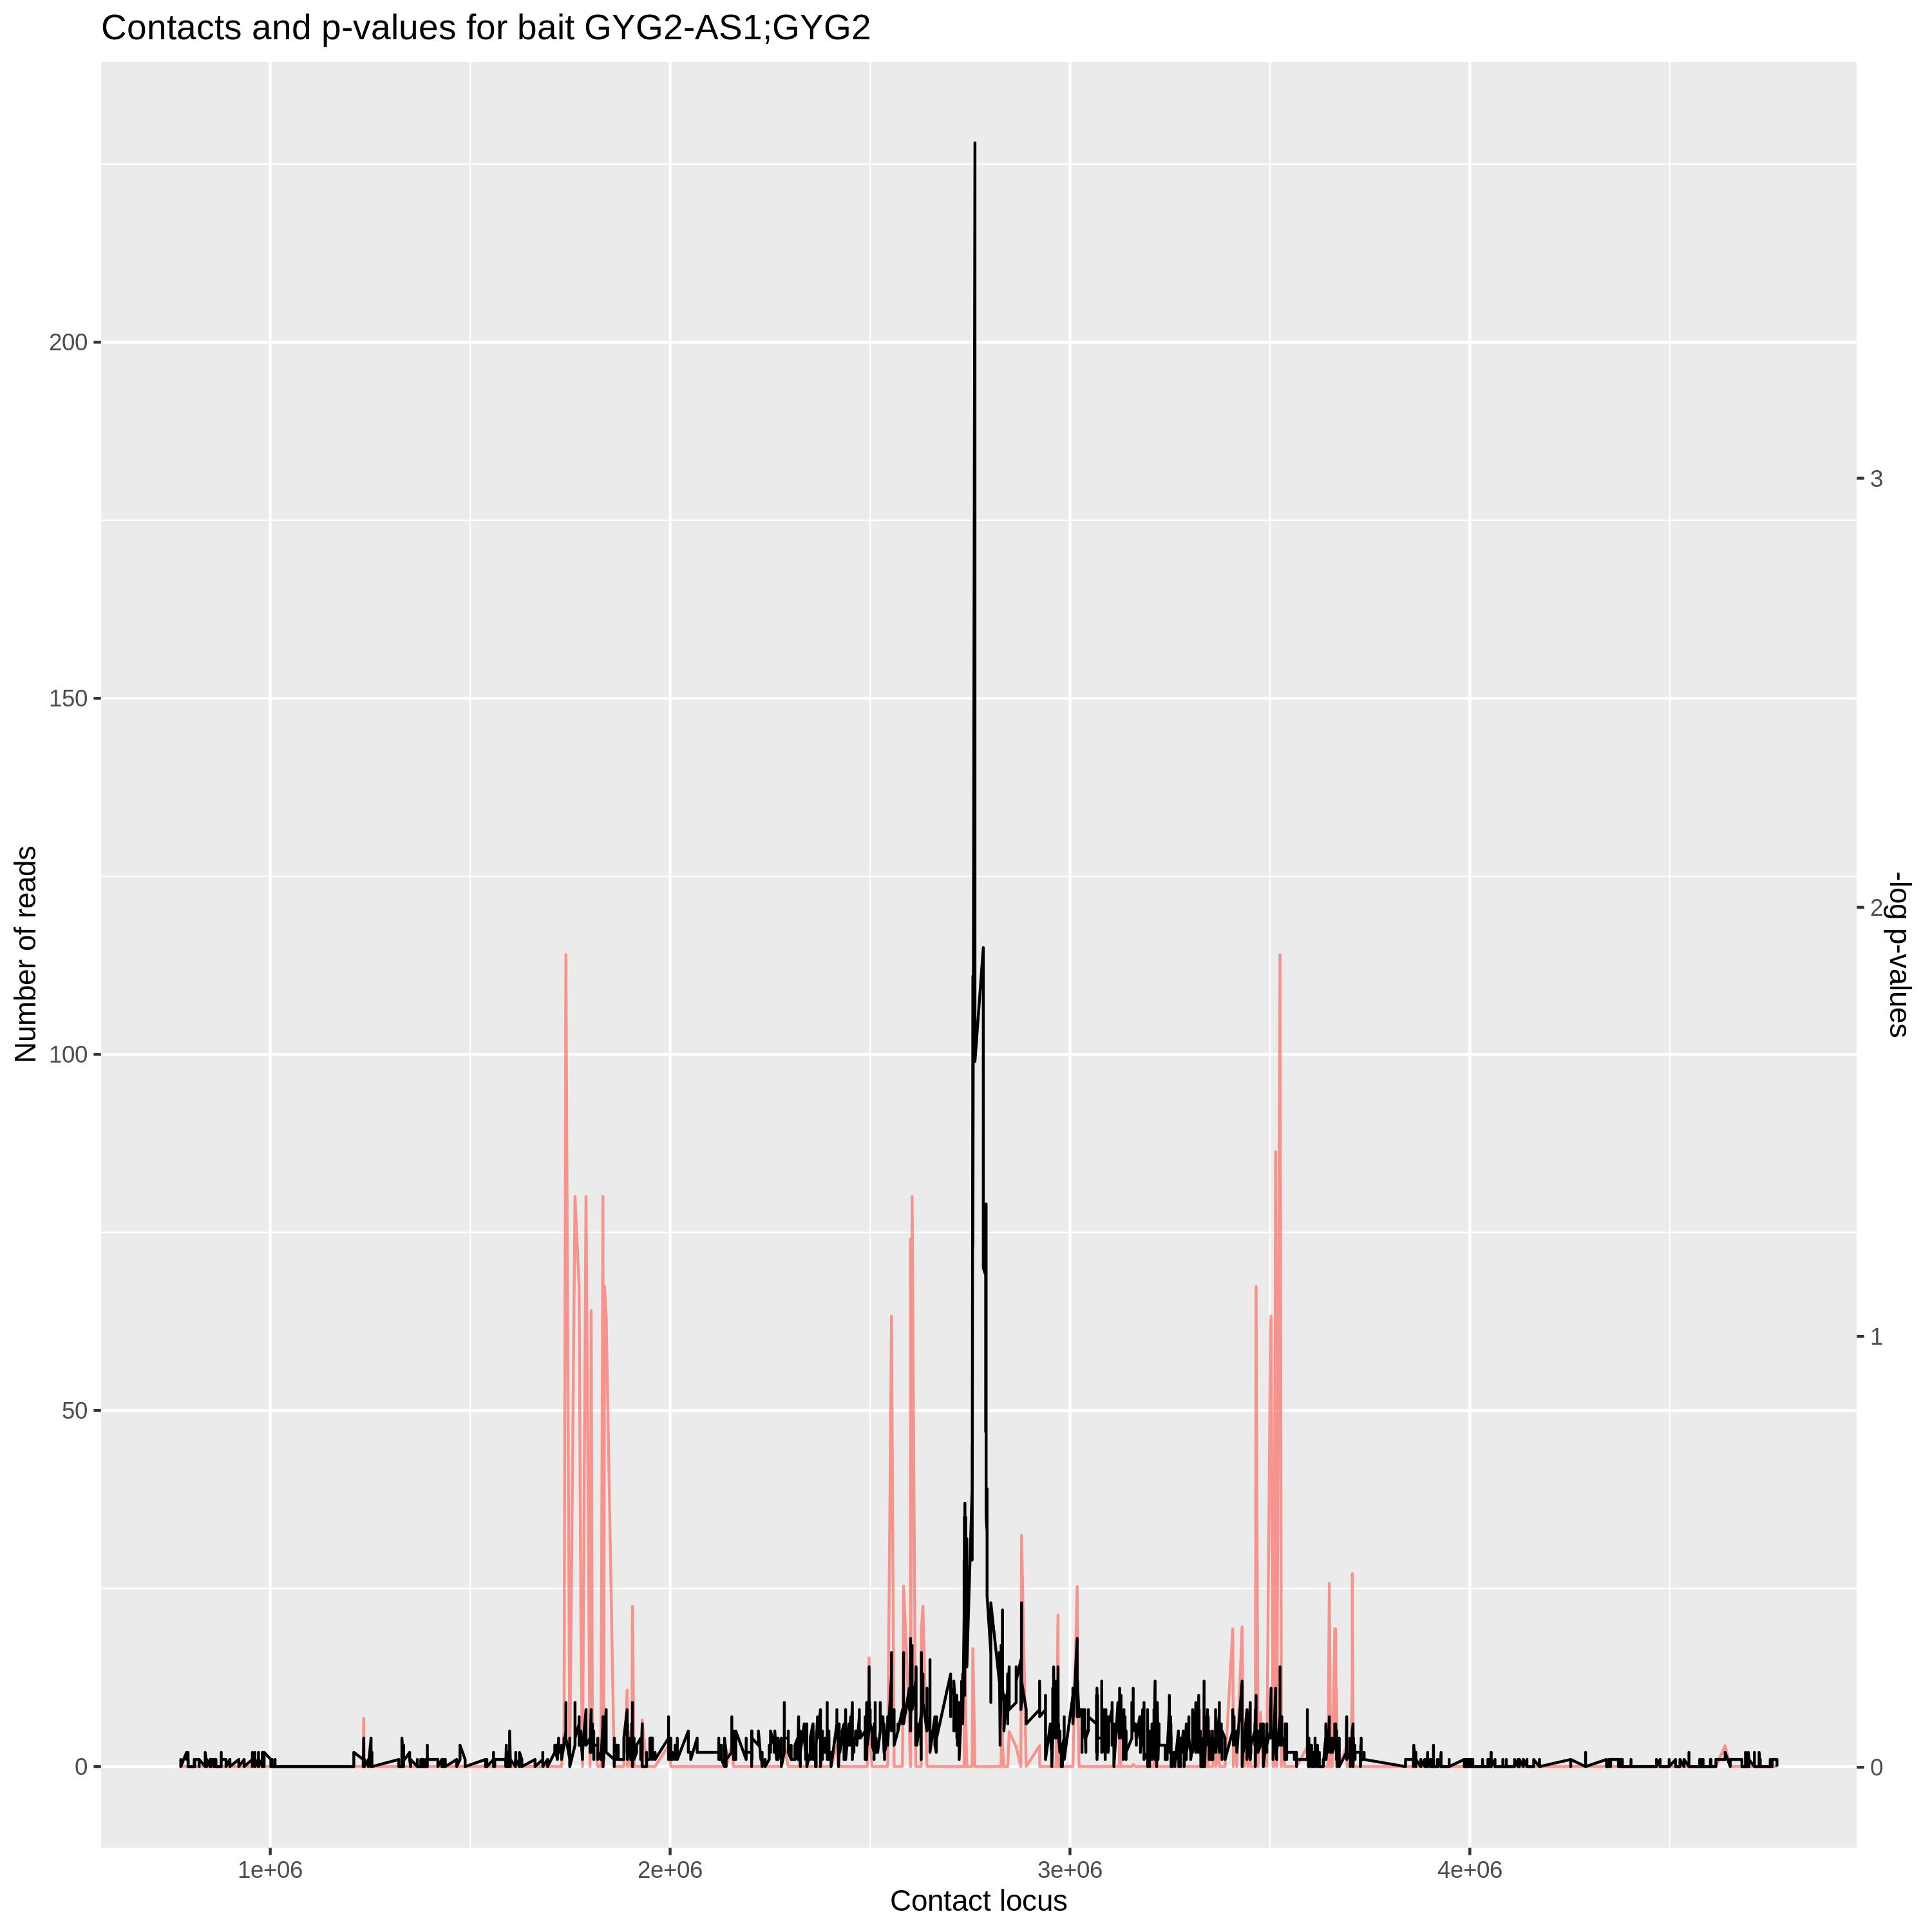 Contacts and p-values for bait GYG2-AS1;GYG2
Number of reads
200
150
100
50
0
3
2
1
0
-log p-values
1e+06
2e+06
3e+06
4e+06
Contact locus